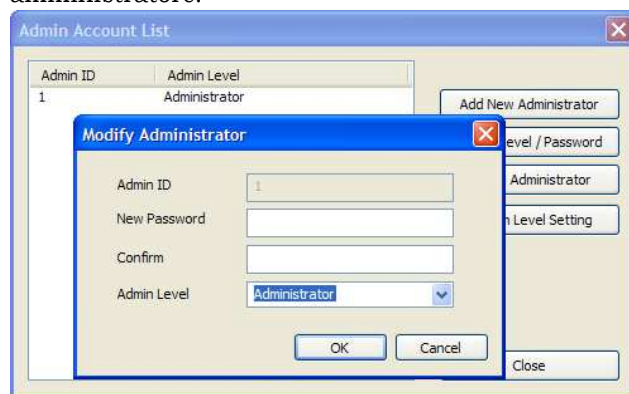 Admin Account List
Admin ID Admin Level
1 Administrator
Add New Administrator
Modify Administrator
evel / Password
Admin ID 1
Administrator
New Password
Level Setting
Confirm
Admin Level Administrator
OK Cancel
Close